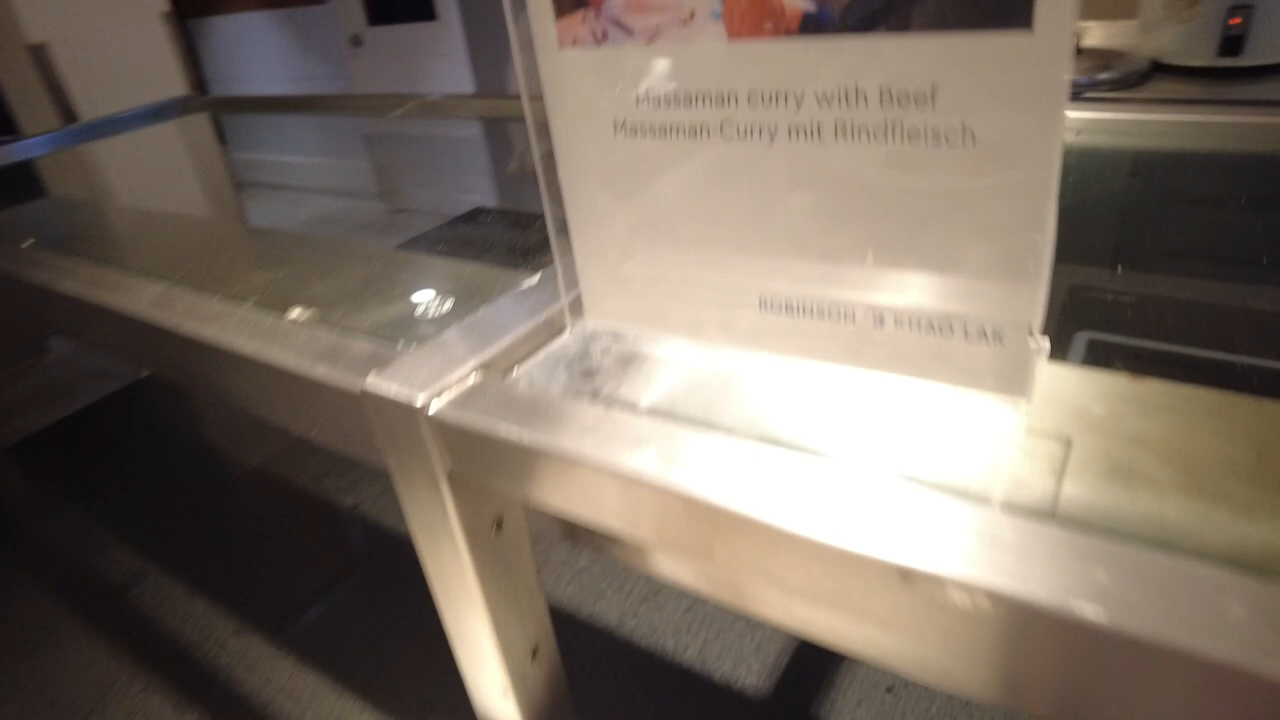 Massaman curry with Beef
Massaman-Curry mit Rindfleisch
ROBINSON KHAO LAK